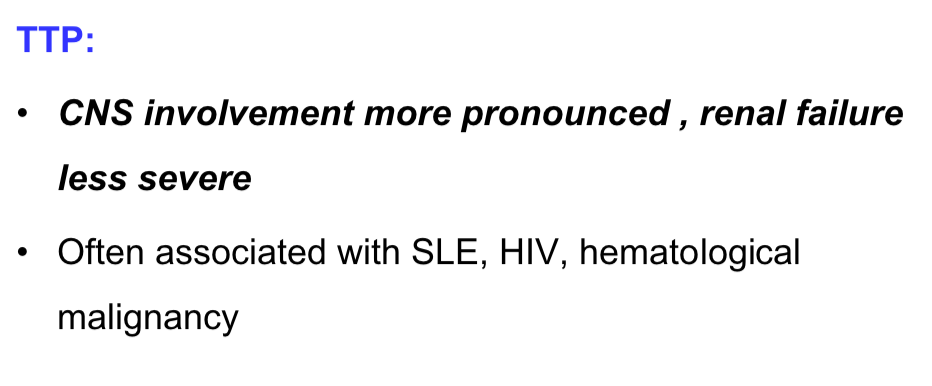 TTP:
• CNS involvement more pronounced , renal failure
less severe
• Often associated with SLE, HIV, hematological
malignancy